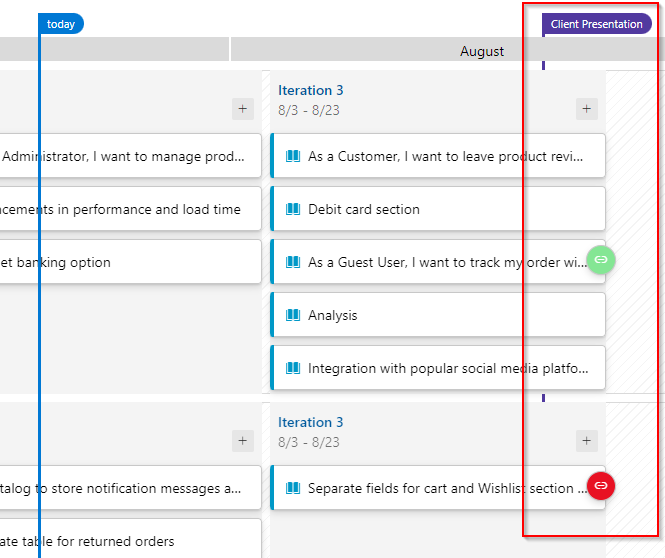 today
Client Presentation
August
+
Iteration 3
8/3 - 8/23
+
Administrator, I want to manage prod...
As a Customer, I want to leave product revi...
ncements in performance and load time
Debit card section
et banking option
As a Guest User, I want to track my order wi...
Analysis
Integration with popular social media platfo...
+
Iteration 3
8/3 - 8/23
+
talog to store notification messages a...
Separate fields for cart and Wishlist section ...
ate table for returned orders